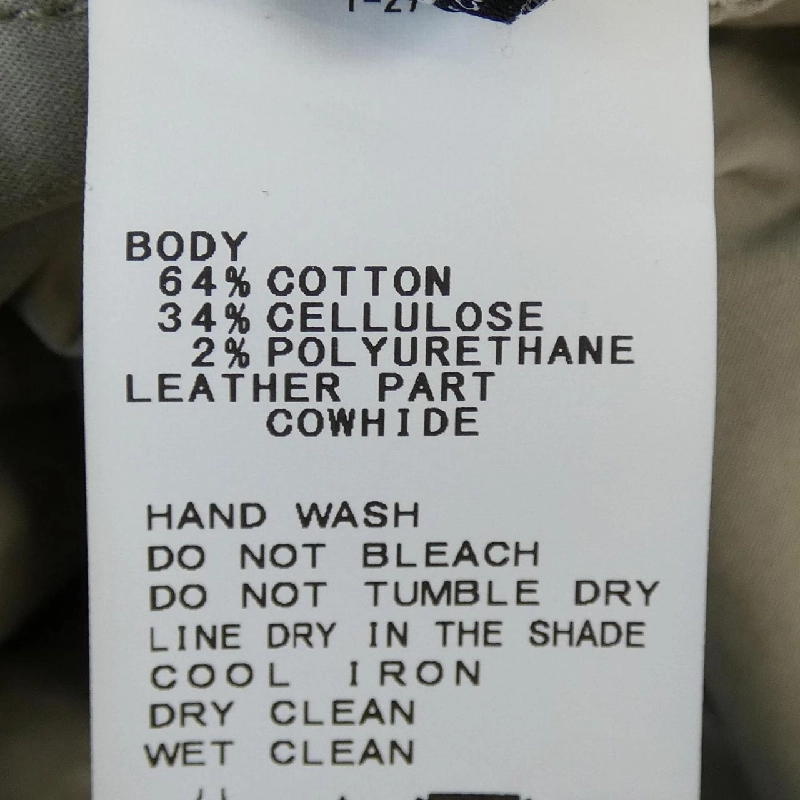 BODY
64% COTTON
34% CELLULOSE
2% POLYURETHANE
LEATHER PART
COWHIDE
HAND WASH
DO NOT BLEACH
DO NOT TUMBLE DRY
LINE DRY IN THE SHADE
COOL IRON
DRY CLEAN
WET CLEAN